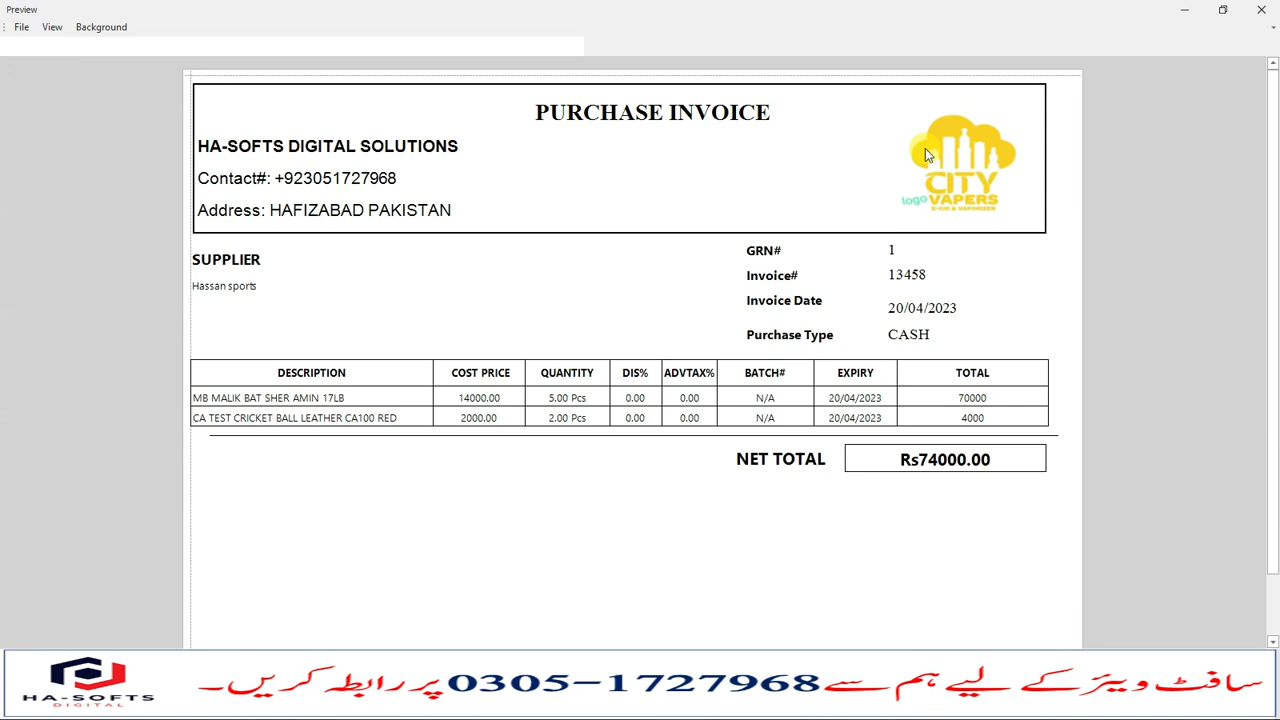 Preview
File View Background
PURCHASE INVOICE
HA-SOFTS DIGITAL SOLUTIONS
Contact#: +923051727968
Address: HAFIZABAD PAKISTAN
logo
CITY
VAPERS
E-CIG & VAPORIZER
SUPPLIER
Hassan sports
GRN# 1
Invoice# 13458
Invoice Date 20/04/2023
Purchase Type CASH
DESCRIPTION COST PRICE QUANTITY DIS% ADVTAX% BATCH# EXPIRY TOTAL
MB MALIK BAT SHER AMIN 17LB 14000.00 5.00 Pcs 0.00 0.00 N/A 20/04/2023 70000
CA TEST CRICKET BALL LEATHER CA100 RED 2000.00 2.00 Pcs 0.00 0.00 N/A 20/04/2023 4000
NET TOTAL Rs74000.00
HA-SOFTS
DIGITAL
سافٹ ویئر کے لیے ہم سے 0305-1727968 پر رابطہ کریں۔